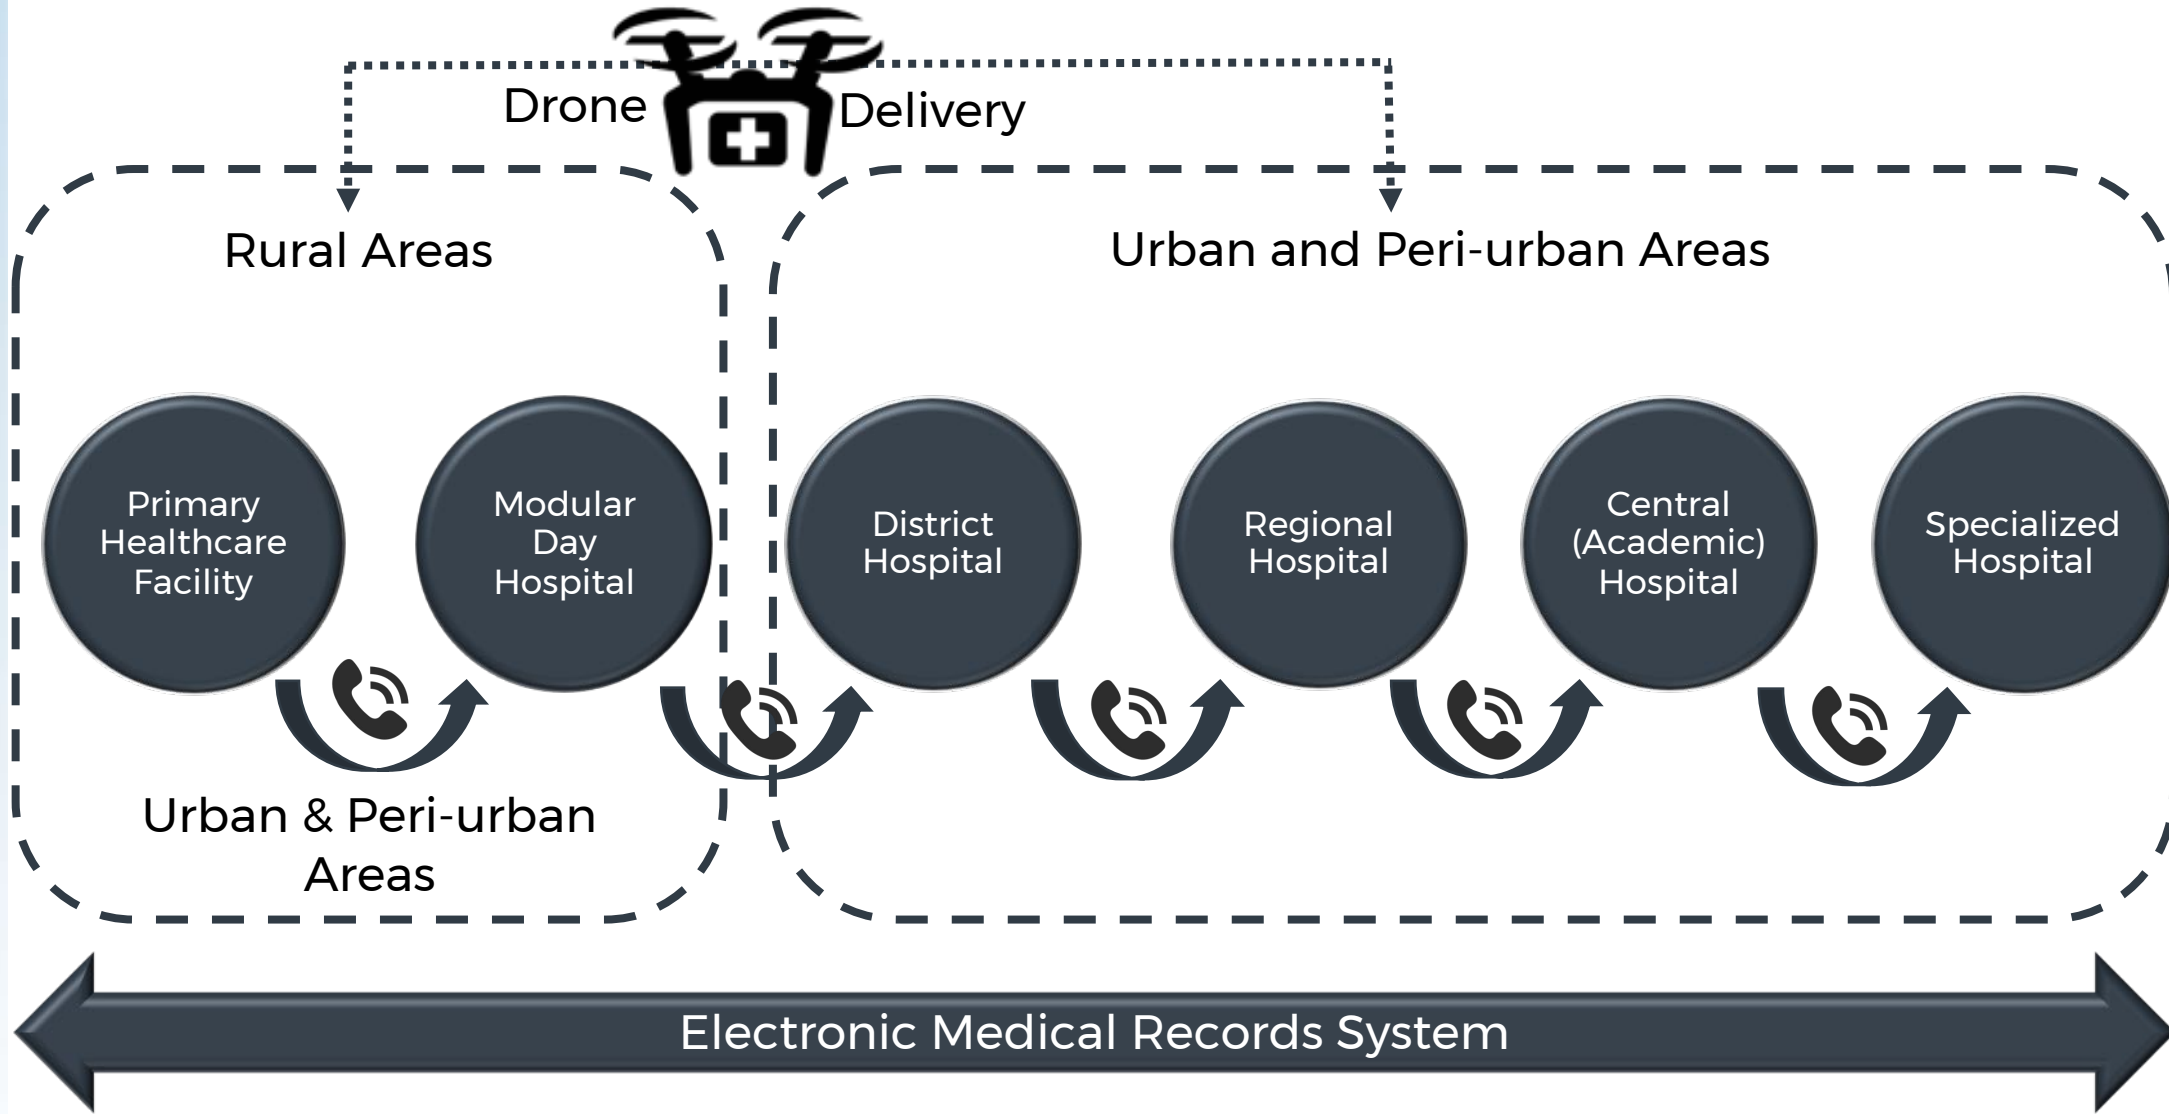 Drone Delivery
Rural Areas
Urban and Peri-urban Areas
Primary
Healthcare
Facility
Modular
Day
Hospital
District
Hospital
Regional
Hospital
Central
(Academic)
Hospital
Specialized
Hospital
Urban & Peri-urban
Areas
Electronic Medical Records System